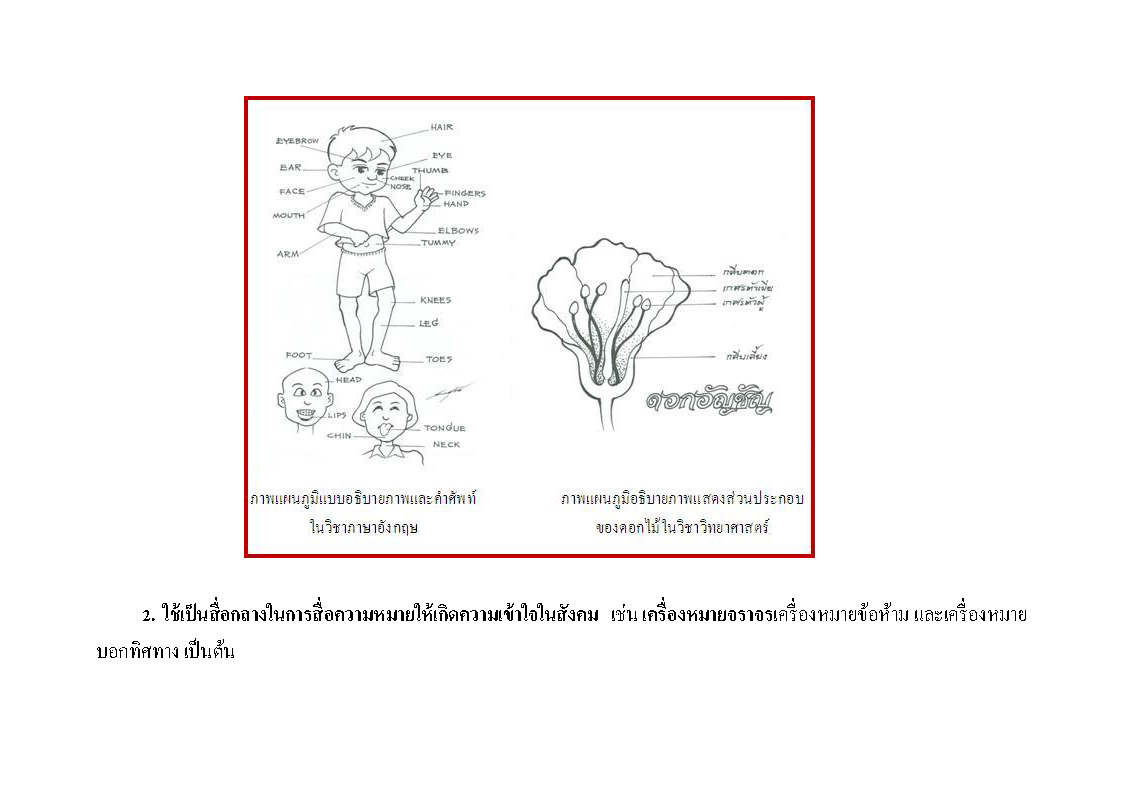 HAIR
EYEBROW
EYE
EAR
THUMB
CHEEK
NOSE
FACE
FINGERS
HAND
MOUTH
ELBOWS
TUMMY
ARM
KNEES
LEG
FOOT
TOES
HEAD
LIPS
TONGUE
CHIN
NECK
กลีบดอก
เกสรตัวเมีย
เกสรตัวผู้
กลีบเลี้ยง
ดอกอัญชัญ
ภาพแผนภูมิแบบอธิบายภาพและคำศัพท์
ในวิชาภาษาอังกฤษ
ภาพแผนภูมิอธิบายภาพแสดงส่วนประกอบ
ของดอกไม้ในวิชาวิทยาศาสตร์
2. ใช้เป็นสื่อกลางในการสื่อความหมายให้เกิดความเข้าใจในสังคม เช่น เครื่องหมายจราจรเครื่องหมายข้อห้าม และเครื่องหมาย
บอกทิศทาง เป็นต้น